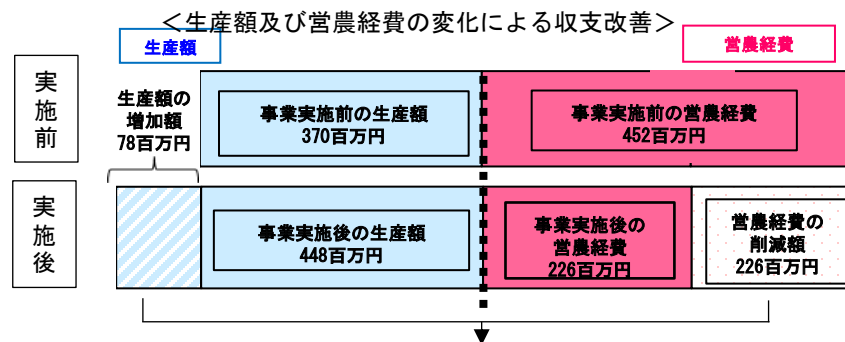 ＜生産額及び営農経費の変化による収支改善＞
生産額
営農経費
実施前
生産額の
増加額
78百万円
事業実施前の生産額
370百万円
事業実施前の営農経費
452百万円
実施後
事業実施後の生産額
448百万円
事業実施後の
営農経費
226百万円
営農経費の
削減額
226百万円